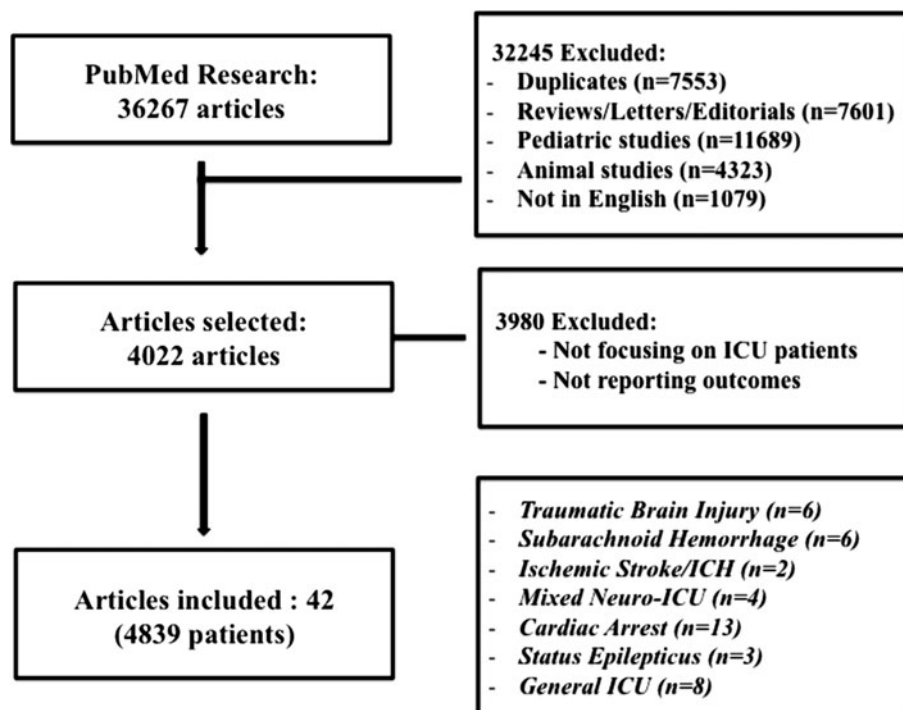 PubMed Research:
36267 articles
32245 Excluded:
- Duplicates (n=7553)
- Reviews/Letters/Editorials (n=7601)
- Pediatric studies (n=11689)
- Animal studies (n=4323)
- Not in English (n=1079)
Articles selected:
4022 articles
3980 Excluded:
- Not focusing on ICU patients
- Not reporting outcomes
Articles included : 42
(4839 patients)
- Traumatic Brain Injury (n=6)
- Subarachnoid Hemorrhage (n=6)
- Ischemic Stroke/ICH (n=2)
- Mixed Neuro-ICU (n=4)
- Cardiac Arrest (n=13)
- Status Epilepticus (n=3)
- General ICU (n=8)